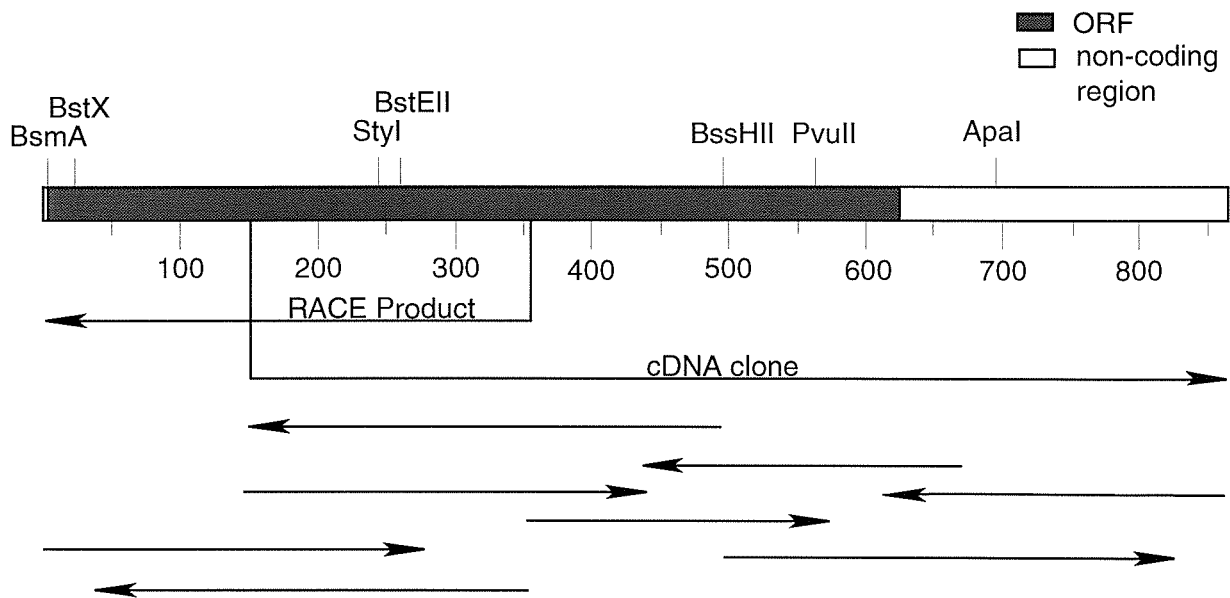 ORF
non-coding
region
BstX
BstEII
BsmA
StyI
BssHII
PvuII
ApaI
100
200
300
400
500
600
700
800
RACE Product
cDNA clone